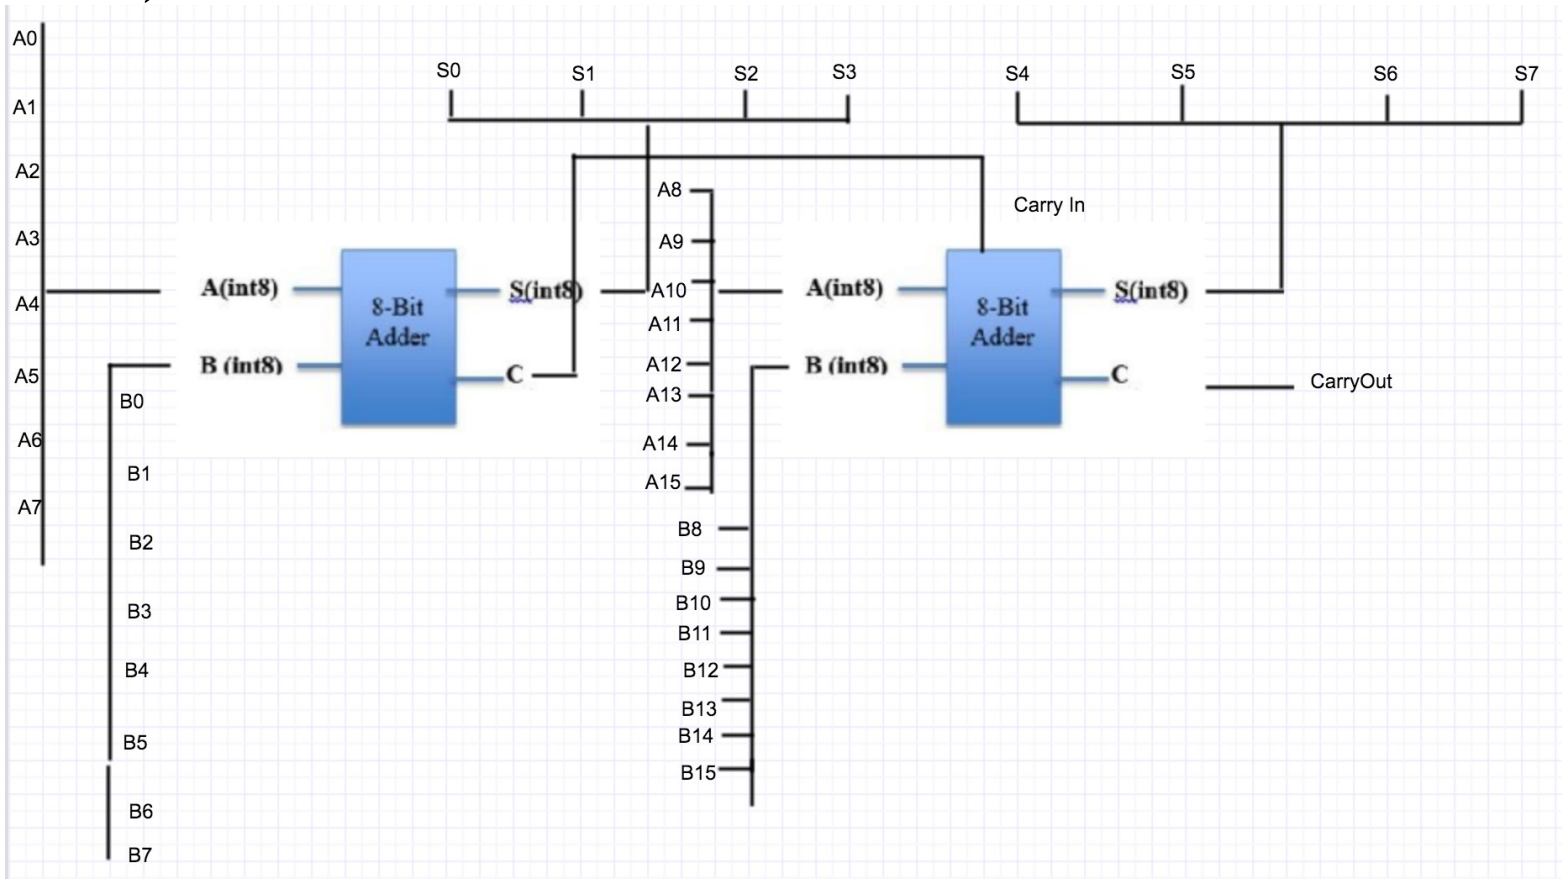 A0
A1
A2
A3
A4
A5
A6
A7
B0
B1
B2
B3
B4
B5
B6
B7
A(int8)
B (int8)
8-Bit
Adder
S(int8)
C
S0 S1 S2 S3
A8
A9
A10
A11
A12
A13
A14
A15
B8
B9
B10
B11
B12
B13
B14
B15
A(int8)
B (int8)
8-Bit
Adder
Carry In
S(int8)
C
CarryOut
S4 S5 S6 S7